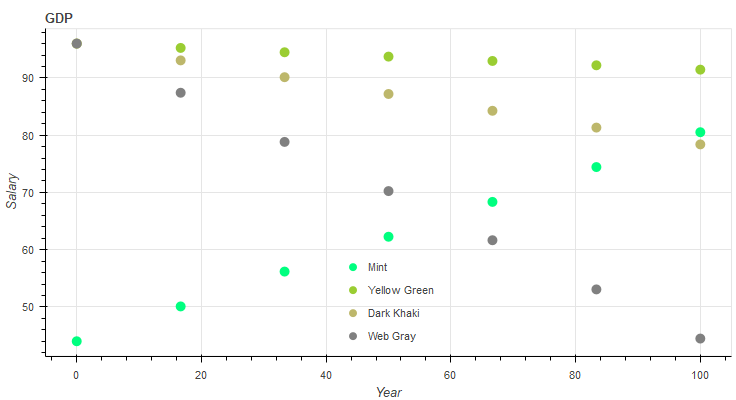 GDP
90
80
70
60
50
Salary
Mint
Yellow Green
Dark Khaki
Web Gray
0 20 40 60 80 100
Year